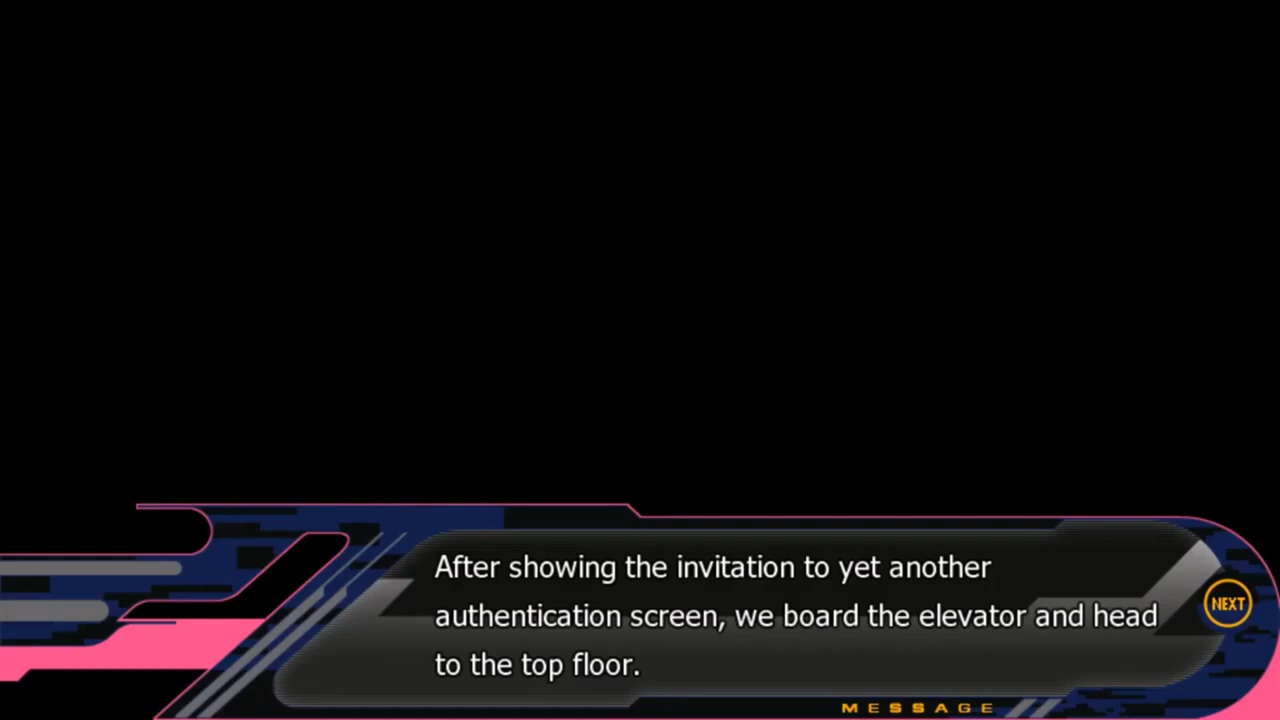 After showing the invitation to yet another
authentication screen, we board the elevator and head
to the top floor.
NEXT
MESSAGE